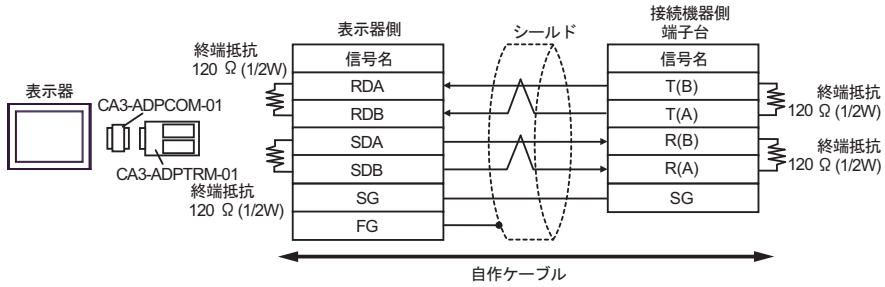 表示器
CA3-ADPCOM-01
CA3-ADPTRM-01
終端抵抗
120 Ω (1/2W)
終端抵抗
120 Ω (1/2W)
表示器側
信号名
RDA
RDB
SDA
SDB
SG
FG
シールド
接続機器側
端子台
信号名
T(B)
T(A)
R(B)
R(A)
SG
終端抵抗
120 Ω (1/2W)
終端抵抗
120 Ω (1/2W)
自作ケーブル